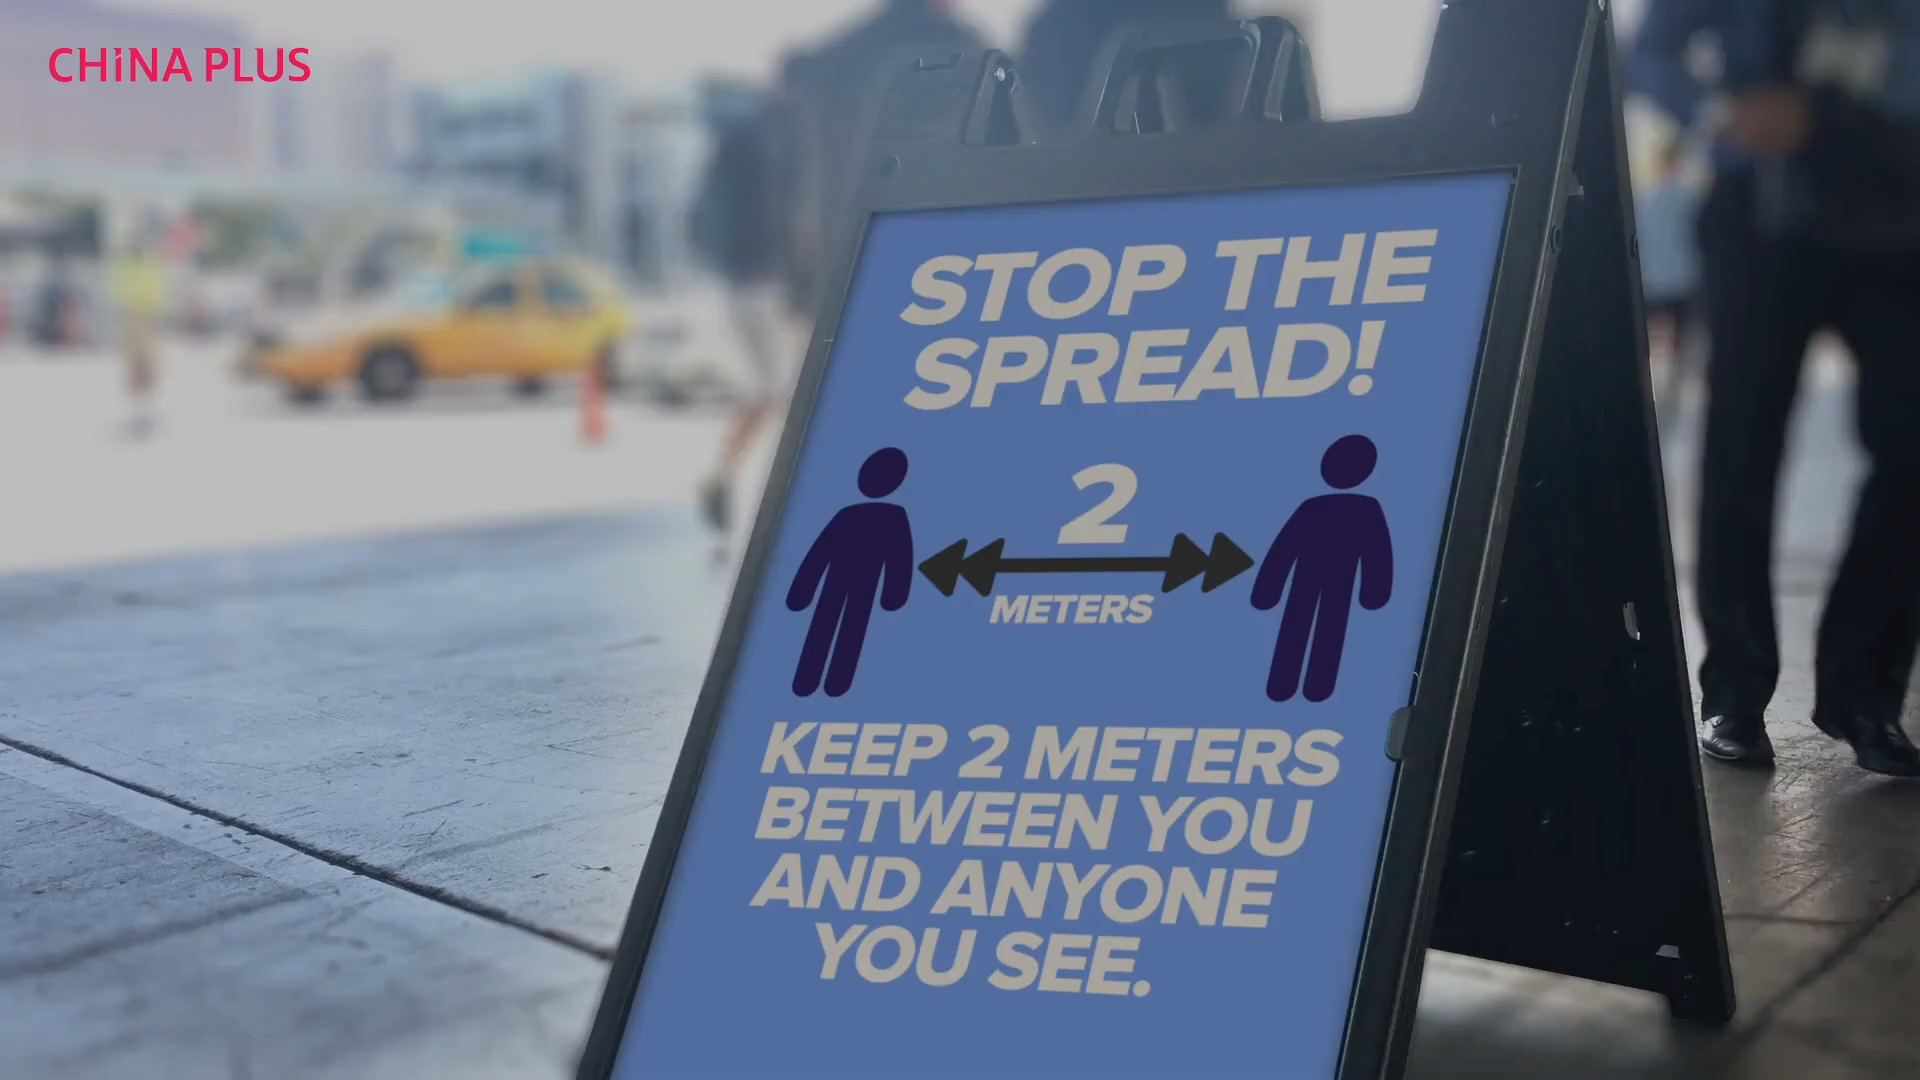 CHiNA PLUS
STOP THE
SPREAD!
2
METERS
KEEP 2 METERS
BETWEEN YOU
AND ANYONE
YOU SEE.